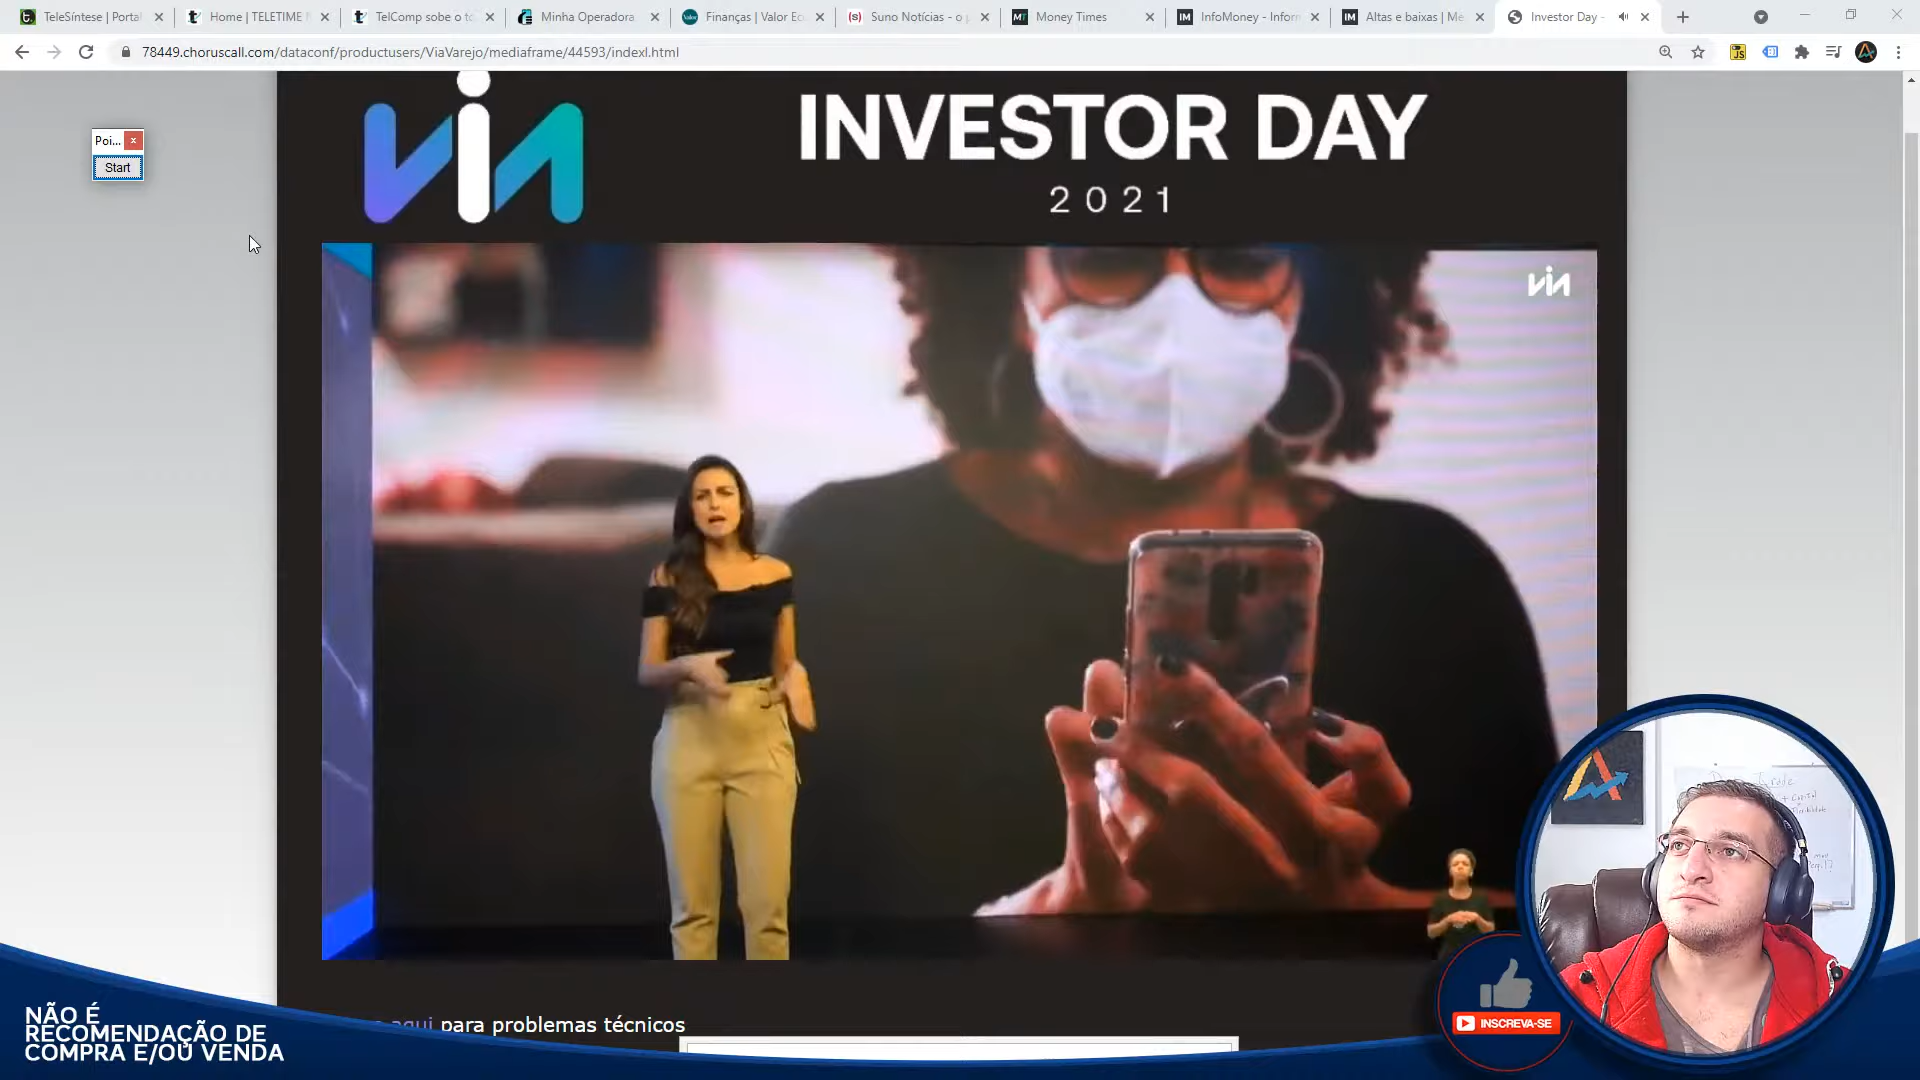 TeleSíntese | Portal
Home | TELETIME N
TelComp sobe o to
Minha Operadora
Finanças | Valor Eco
Suno Notícias - o p
Money Times
InfoMoney - Inform
Altas e baixas | Me
Investor Day -
78449.choruscall.com/dataconf/productusers/ViaVarejo/mediaframe/44593/indexl.html
Poi...
Start
via
INVESTOR DAY
2021
via
aqui para problemas técnicos
NÃO É
RECOMENDAÇÃO DE
COMPRA E/OU VENDA
INSCREVA-SE